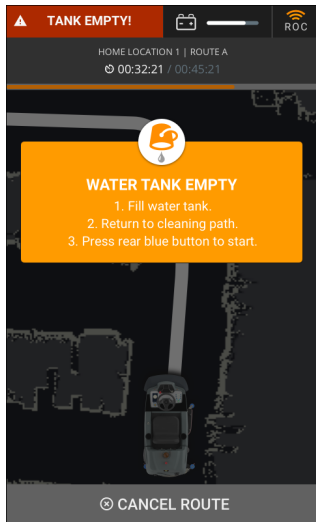 TANK EMPTY!
ROC
HOME LOCATION 1 | ROUTE A
00:32:21 / 00:45:21
WATER TANK EMPTY
1. Fill water tank.
2. Return to cleaning path.
3. Press rear blue button to start.
CANCEL ROUTE